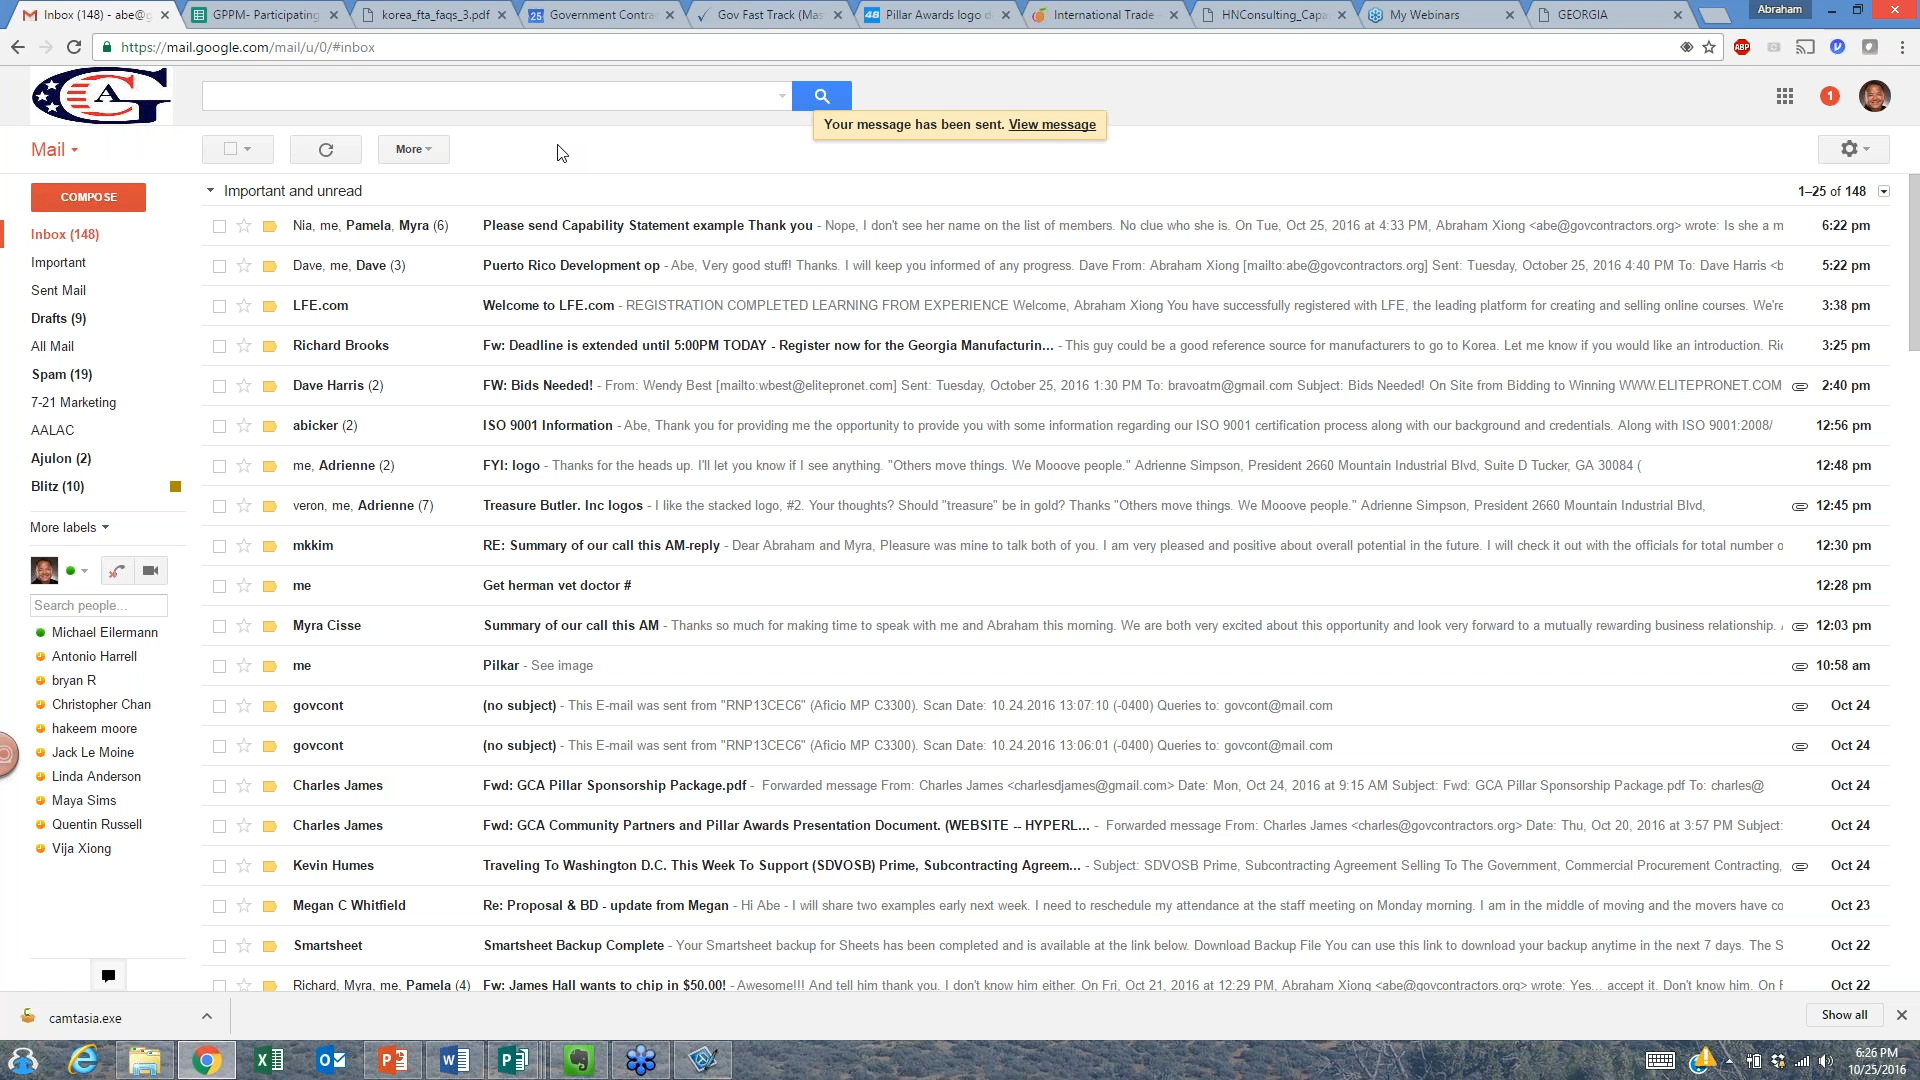 Inbox (148) - abe@g
GPPM- Participating
korea_fta_faqs_3.pdf
25 Government Contra
Gov Fast Track (Mas
48 Pillar Awards logo d
International Trade
HNConsulting_Capa
My Webinars
GEORGIA
Abraham
https://mail.google.com/mail/u/0/#inbox
ABP
GA
1
Your message has been sent. View message
Mail
More
COMPOSE
Important and unread
1–25 of 148
Inbox (148)
Important
Sent Mail
Drafts (9)
All Mail
Spam (19)
7-21 Marketing
AALAC
Ajulon (2)
Blitz (10)
More labels
Search people...
Michael Eilermann
Antonio Harrell
bryan R
Christopher Chan
hakeem moore
Jack Le Moine
Linda Anderson
Maya Sims
Quentin Russell
Vija Xiong
Nia, me, Pamela, Myra (6) Please send Capability Statement example Thank you - Nope, I don't see her name on the list of members. No clue who she is. On Tue, Oct 25, 2016 at 4:33 PM, Abraham Xiong <abe@govcontractors.org> wrote: Is she a m 6:22 pm
Dave, me, Dave (3) Puerto Rico Development op - Abe, Very good stuff! Thanks. I will keep you informed of any progress. Dave From: Abraham Xiong [mailto:abe@govcontractors.org] Sent: Tuesday, October 25, 2016 4:40 PM To: Dave Harris <b 5:22 pm
LFE.com Welcome to LFE.com - REGISTRATION COMPLETED LEARNING FROM EXPERIENCE Welcome, Abraham Xiong You have successfully registered with LFE, the leading platform for creating and selling online courses. We're 3:38 pm
Richard Brooks Fw: Deadline is extended until 5:00PM TODAY - Register now for the Georgia Manufacturin... - This guy could be a good reference source for manufacturers to go to Korea. Let me know if you would like an introduction. Ric 3:25 pm
Dave Harris (2) FW: Bids Needed! - From: Wendy Best [mailto:wbest@elitepronet.com] Sent: Tuesday, October 25, 2016 1:30 PM To: bravoatm@gmail.com Subject: Bids Needed! On Site from Bidding to Winning WWW.ELITEPRONET.COM 2:40 pm
abicker (2) ISO 9001 Information - Abe, Thank you for providing me the opportunity to provide you with some information regarding our ISO 9001 certification process along with our background and credentials. Along with ISO 9001:2008/ 12:56 pm
me, Adrienne (2) FYI: logo - Thanks for the heads up. I'll let you know if I see anything. "Others move things. We Mooove people." Adrienne Simpson, President 2660 Mountain Industrial Blvd, Suite D Tucker, GA 30084 ( 12:48 pm
veron, me, Adrienne (7) Treasure Butler. Inc logos - I like the stacked logo, #2. Your thoughts? Should "treasure" be in gold? Thanks "Others move things. We Mooove people." Adrienne Simpson, President 2660 Mountain Industrial Blvd, 12:45 pm
mkkim RE: Summary of our call this AM-reply - Dear Abraham and Myra, Pleasure was mine to talk both of you. I am very pleased and positive about overall potential in the future. I will check it out with the officials for total number o 12:30 pm
me Get herman vet doctor # 12:28 pm
Myra Cisse Summary of our call this AM - Thanks so much for making time to speak with me and Abraham this morning. We are both very excited about this opportunity and look very forward to a mutually rewarding business relationship. 12:03 pm
me Pilkar - See image 10:58 am
govcont (no subject) - This E-mail was sent from "RNP13CEC6" (Aficio MP C3300). Scan Date: 10.24.2016 13:07:10 (-0400) Queries to: govcont@mail.com Oct 24
govcont (no subject) - This E-mail was sent from "RNP13CEC6" (Aficio MP C3300). Scan Date: 10.24.2016 13:06:01 (-0400) Queries to: govcont@mail.com Oct 24
Charles James Fwd: GCA Pillar Sponsorship Package.pdf - Forwarded message From: Charles James <charlesdjames@gmail.com> Date: Mon, Oct 24, 2016 at 9:15 AM Subject: Fwd: GCA Pillar Sponsorship Package.pdf To: charles@ Oct 24
Charles James Fwd: GCA Community Partners and Pillar Awards Presentation Document. (WEBSITE -- HYPERL... - Forwarded message From: Charles James <charles@govcontractors.org> Date: Thu, Oct 20, 2016 at 3:57 PM Subject: Oct 24
Kevin Humes Traveling To Washington D.C. This Week To Support (SDVOSB) Prime, Subcontracting Agreem... - Subject: SDVOSB Prime, Subcontracting Agreement Selling To The Government, Commercial Procurement Contracting, Oct 24
Megan C Whitfield Re: Proposal & BD - update from Megan - Hi Abe - I will share two examples early next week. I need to reschedule my attendance at the staff meeting on Monday morning. I am in the middle of moving and the movers have co Oct 23
Smartsheet Smartsheet Backup Complete - Your Smartsheet backup for Sheets has been completed and is available at the link below. Download Backup File You can use this link to download your backup anytime in the next 7 days. The S Oct 22
Richard, Myra, me, Pamela (4) Fw: James Hall wants to chip in $50.00! - Awesome!!! And tell him thank you. I don't know him either. On Fri, Oct 21, 2016 at 12:29 PM, Abraham Xiong <abe@govcontractors.org> wrote: Yes... accept it. Don't know him. On F Oct 22
camtasia.exe
Show all
6:26 PM
10/25/2016